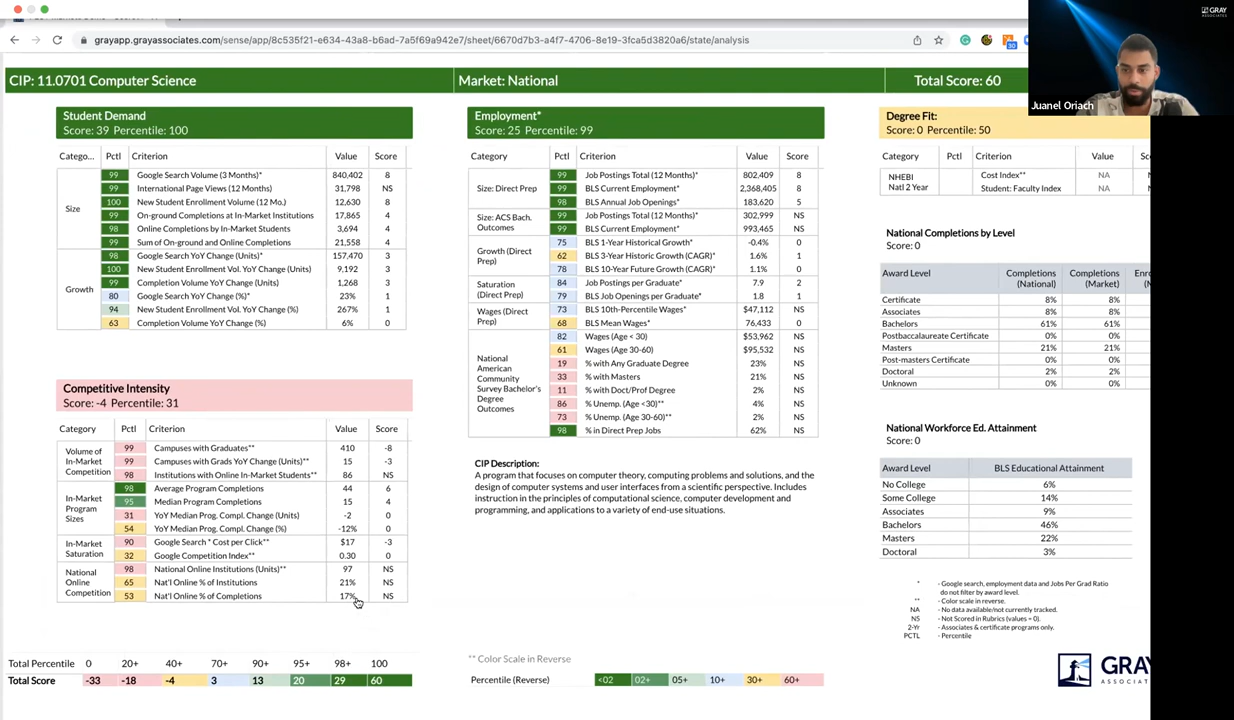 GRAY
ASSOCIATES
grayapp.grayassociates.com/sense/app/8c535f21-e634-43a8-b6ad-7a5f69a942e7/sheet/6670d7b3-a4f7-4706-8e19-3fca5d3820a6/state/analysis
30
Juanel Oriach
CIP: 11.0701 Computer Science Market: National Total Score: 60
Student Demand
Score: 39 Percentile: 100
Catego... Pctl Criterion Value Score
Size
99 Google Search Volume (3 Months)* 840,402 8
99 International Page Views (12 Months) 31,798 NS
100 New Student Enrollment Volume (12 Mo.) 12,630 8
99 On-ground Completions at In-Market Institutions 17,865 4
98 Online Completions by In-Market Students 3,694 4
99 Sum of On-ground and Online Completions 21,558 4
Growth
98 Google Search YoY Change (Units)* 157,470 3
100 New Student Enrollment Vol. YoY Change (Units) 9,192 3
99 Completion Volume YoY Change (Units) 1,268 3
80 Google Search YoY Change (%)* 23% 1
94 New Student Enrollment Vol. YoY Change (%) 267% 1
63 Completion Volume YoY Change (%) 6% 0
Competitive Intensity
Score: -4 Percentile: 31
Category Pctl Criterion Value Score
Volume of
In-Market
Competition
99 Campuses with Graduates** 410 -8
99 Campuses with Grads YoY Change (Units)** 15 -3
98 Institutions with Online In-Market Students** 86 NS
In-Market
Program
Sizes
98 Average Program Completions 44 6
95 Median Program Completions 15 4
31 YoY Median Prog. Compl. Change (Units) -2 0
54 YoY Median Prog. Compl. Change (%) -12% 0
In-Market
Saturation
90 Google Search * Cost per Click** $17 -3
32 Google Competition Index** 0.30 0
National
Online
Competition
98 National Online Institutions (Units)** 97 NS
65 Nat'l Online % of Institutions 21% NS
53 Nat'l Online % of Completions 17% NS
Employment*
Score: 25 Percentile: 99
Category Pctl Criterion Value Score
Size: Direct Prep
99 Job Postings Total (12 Months)* 802,409 8
99 BLS Current Employment* 2,368,405 8
98 BLS Annual Job Openings* 183,620 5
Size: ACS Bach.
Outcomes
99 Job Postings Total (12 Months)* 302,999 NS
99 BLS Current Employment* 993,465 NS
Growth (Direct
Prep)
75 BLS 1-Year Historical Growth* -0.4% 0
62 BLS 3-Year Historic Growth (CAGR)* 1.6% 1
78 BLS 10-Year Future Growth (CAGR)* 1.1% 0
Saturation
(Direct Prep)
84 Job Postings per Graduate* 7.9 2
79 BLS Job Openings per Graduate* 1.8 1
Wages (Direct
Prep)
73 BLS 10th-Percentile Wages* $47,112 NS
68 BLS Mean Wages* 76,433 0
National
American
Community
Survey Bachelor's
Degree
Outcomes
82 Wages (Age < 30) $53,962 NS
61 Wages (Age 30-60) $95,532 NS
19 % with Any Graduate Degree 23% NS
33 % with Masters 21% NS
11 % with Doct/Prof Degree 2% NS
86 % Unemp. (Age <30)** 4% NS
73 % Unemp. (Age 30-60)** 2% NS
98 % in Direct Prep Jobs 62% NS
CIP Description:
A program that focuses on computer theory, computing problems and solutions, and the
design of computer systems and user interfaces from a scientific perspective. Includes
instruction in the principles of computational science, computer development and
programming, and applications to a variety of end-use situations.
Degree Fit:
Score: 0 Percentile: 50
Category Pctl Criterion Value
NHEBI
Natl 2 Year
Cost Index** NA
Student: Faculty Index NA
National Completions by Level
Score: 0
Award Level Completions (National) Completions (Market)
Certificate 8% 8%
Associates 8% 8%
Bachelors 61% 61%
Postbaccalaureate Certificate 0% 0%
Masters 21% 21%
Post-masters Certificate 0% 0%
Doctoral 2% 2%
Unknown 0% 0%
National Workforce Ed. Attainment
Score: 0
Award Level BLS Educational Attainment
No College 6%
Some College 14%
Associates 9%
Bachelors 46%
Masters 22%
Doctoral 3%
* - Google search, employment data and Jobs Per Grad Ratio
do not filter by award level.
** - Color scale in reverse.
NA - No data available/not currently tracked.
NS - Not Scored in Rubrics (values = 0).
2-Yr - Associates & certificate programs only.
PCTL - Percentile
Total Percentile 0 20+ 40+ 70+ 90+ 95+ 98+ 100
Total Score -33 -18 -4 3 13 20 29 60
** Color Scale in Reverse
Percentile (Reverse) <02 02+ 05+ 10+ 30+ 60+
GRA
ASSOCIATE